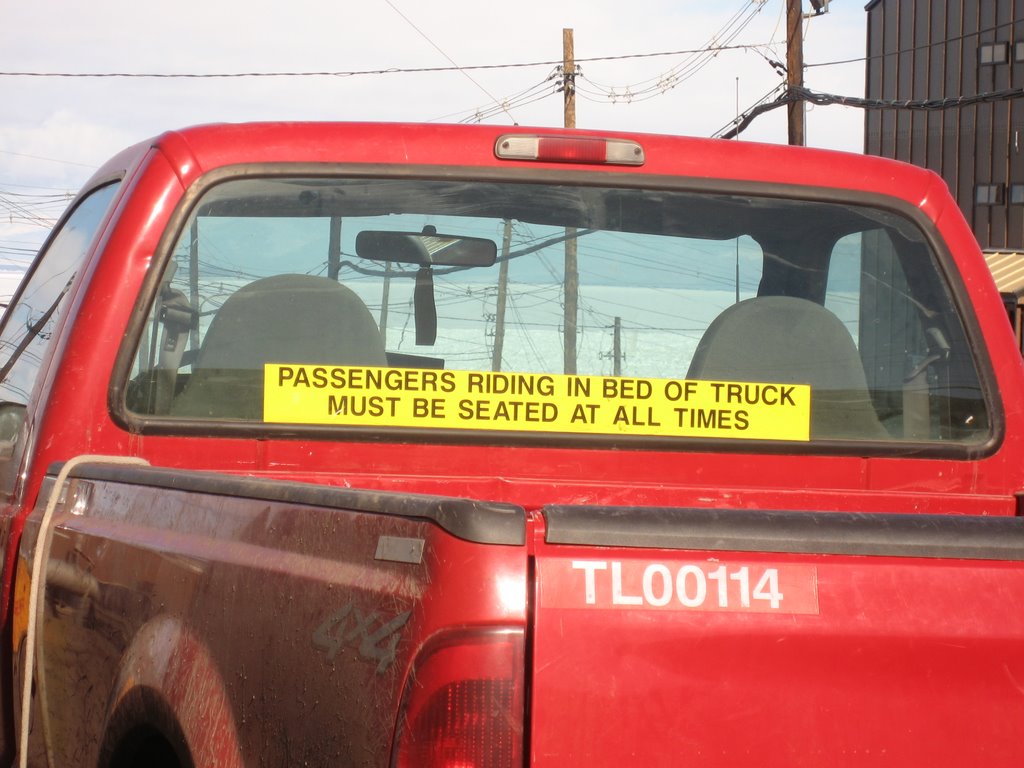 PASSENGERS RIDING IN BED OF TRUCK
MUST BE SEATED AT ALL TIMES
TL00114
4x4